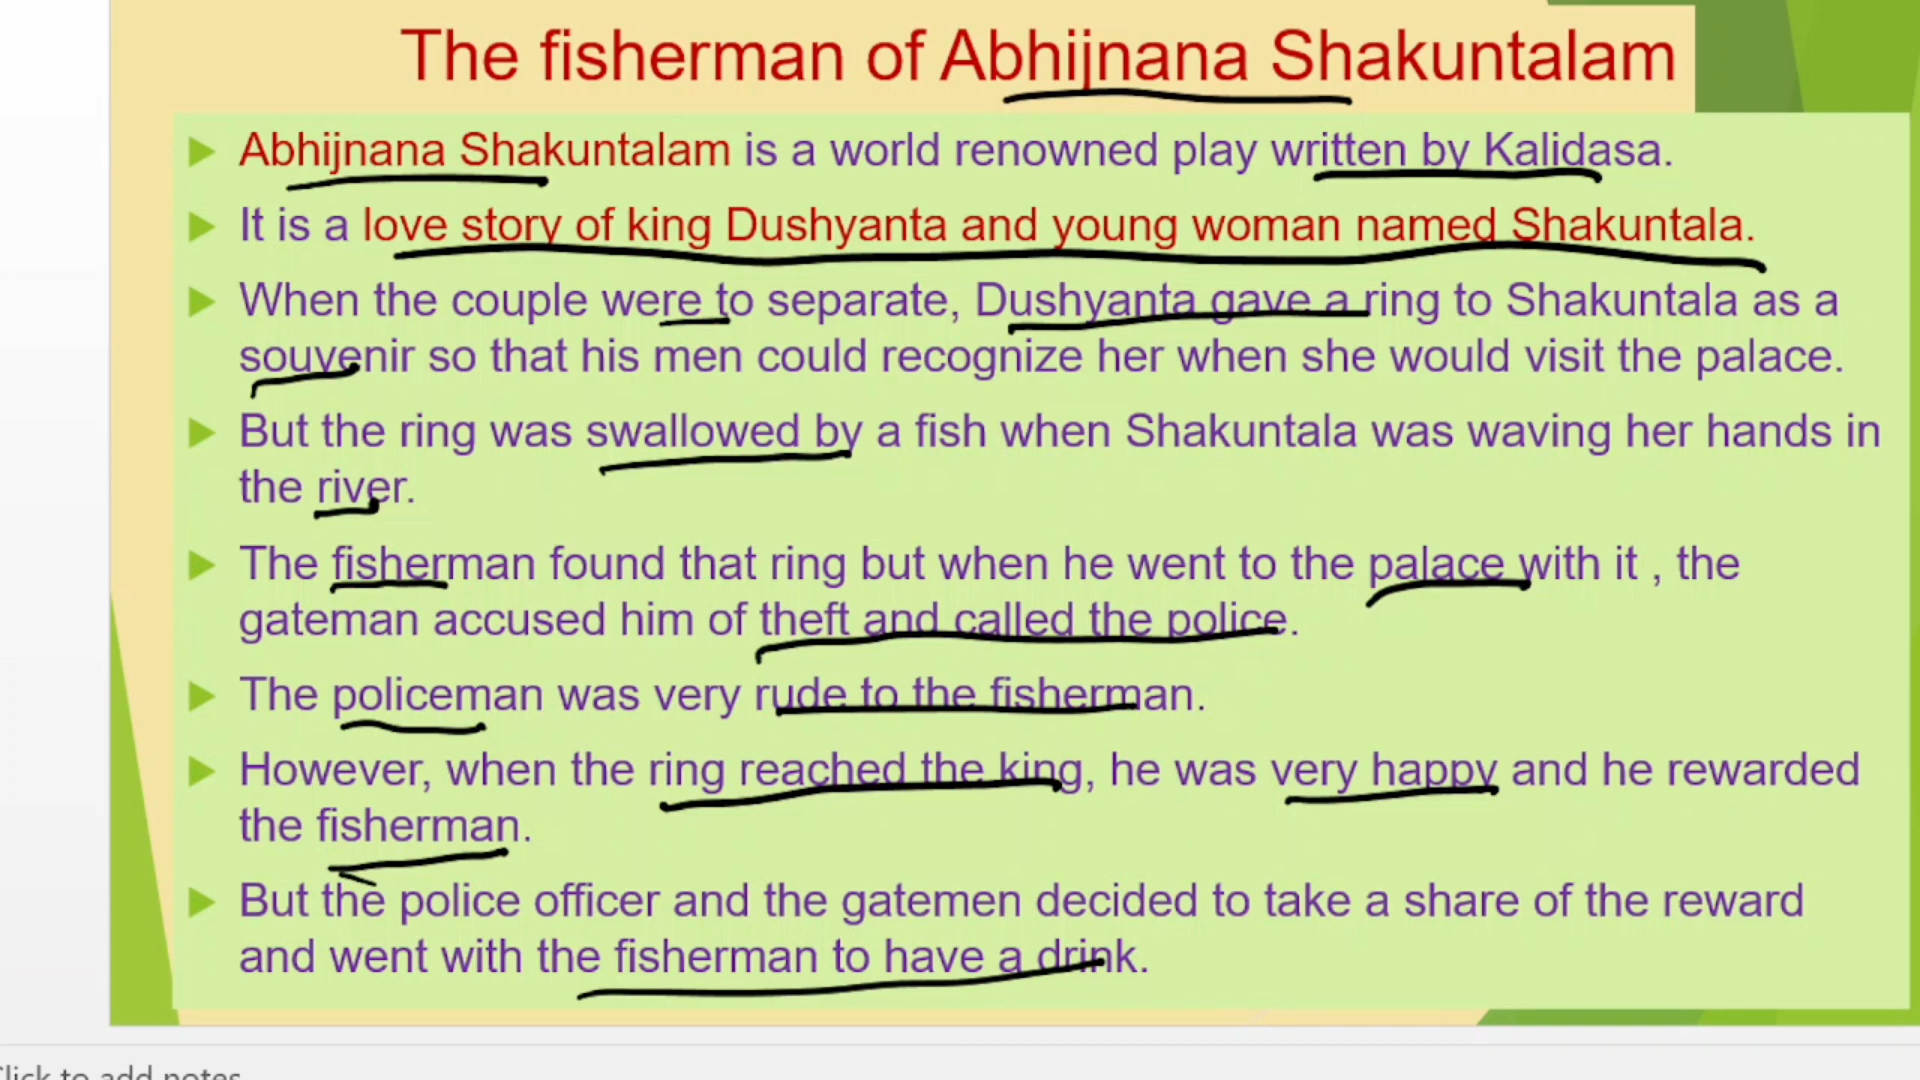 The fisherman of Abhijnana Shakuntalam
Abhijnana Shakuntalam is a world renowned play written by Kalidasa.
It is a love story of king Dushyanta and young woman named Shakuntala.
When the couple were to separate, Dushyanta gave a ring to Shakuntala as a
souvenir so that his men could recognize her when she would visit the palace.
But the ring was swallowed by a fish when Shakuntala was waving her hands in
the river.
The fisherman found that ring but when he went to the palace with it , the
gateman accused him of theft and called the police.
The policeman was very rude to the fisherman.
However, when the ring reached the king, he was very happy and he rewarded
the fisherman.
But the police officer and the gatemen decided to take a share of the reward
and went with the fisherman to have a drink.
Click to add notes